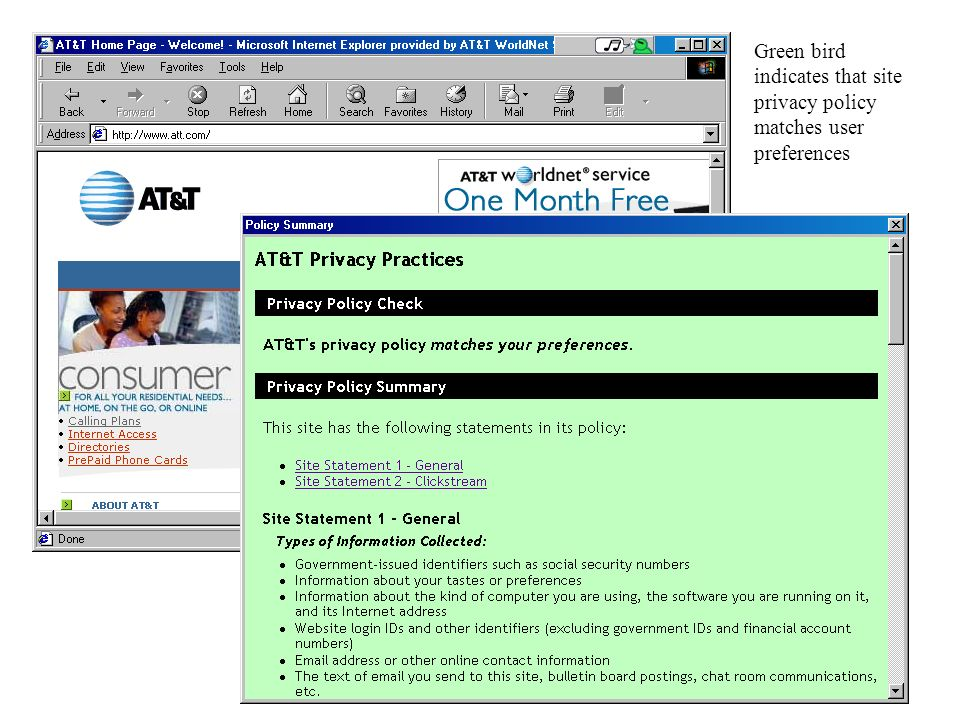 AT&T Home Page - Welcome! - Microsoft Internet Explorer provided by AT&T WorldNet
File Edit View Favorites Tools Help
Back Forward Stop Refresh Home Search Favorites History Mail Print Edit
Address http://www.att.com/
AT&T
AT&T worldnet® service
One Month Free
consumer
FOR ALL YOUR RESIDENTIAL NEEDS...
AT HOME, ON THE GO, OR ONLINE
• Calling Plans
• Internet Access
• Directories
• PrePaid Phone Cards
ABOUT AT&T
Done
Green bird
indicates that site
privacy policy
matches user
preferences
Policy Summary
AT&T Privacy Practices
Privacy Policy Check
AT&T's privacy policy matches your preferences.
Privacy Policy Summary
This site has the following statements in its policy:
• Site Statement 1 - General
• Site Statement 2 - Clickstream
Site Statement 1 - General
Types of Information Collected:
• Government-issued identifiers such as social security numbers
• Information about your tastes or preferences
• Information about the kind of computer you are using, the software you are running on it,
and its Internet address
• Website login IDs and other identifiers (excluding government IDs and financial account
numbers)
• Email address or other online contact information
• The text of email you send to this site, bulletin board postings, chat room communications,
etc.